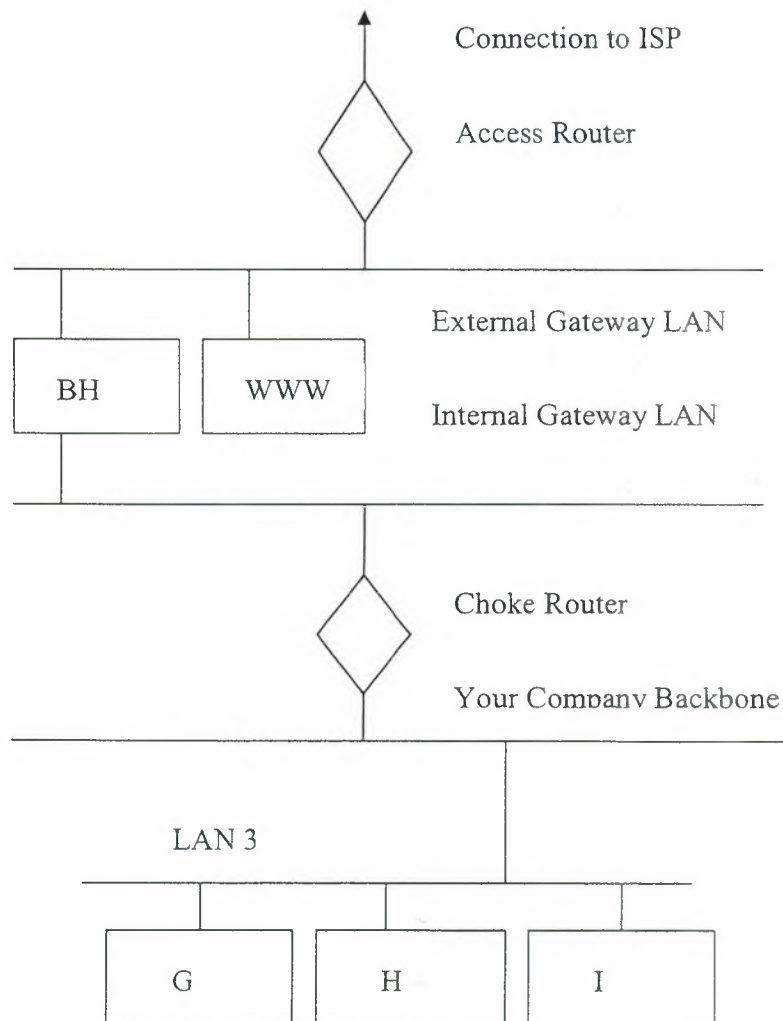 Connection to ISP
Access Router
External Gateway LAN
BH
WWW
Internal Gateway LAN
Choke Router
Your Company Backbone
LAN 3
G
H
I